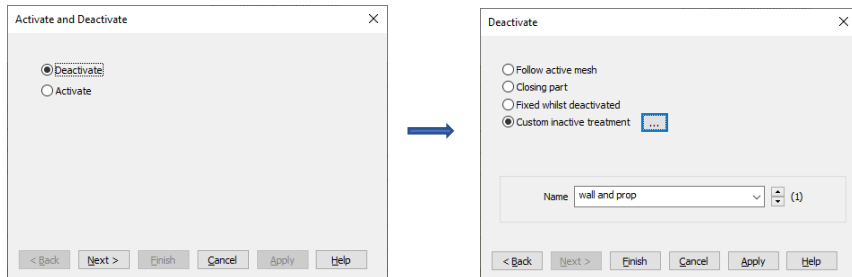 Activate and Deactivate
Deactivate
Activate
< Back Next > Finish Cancel Apply Help
Deactivate
Follow active mesh
Closing part
Fixed whilst deactivated
Custom inactive treatment ...
Name wall and prop (1)
< Back Next > Finish Cancel Apply Help